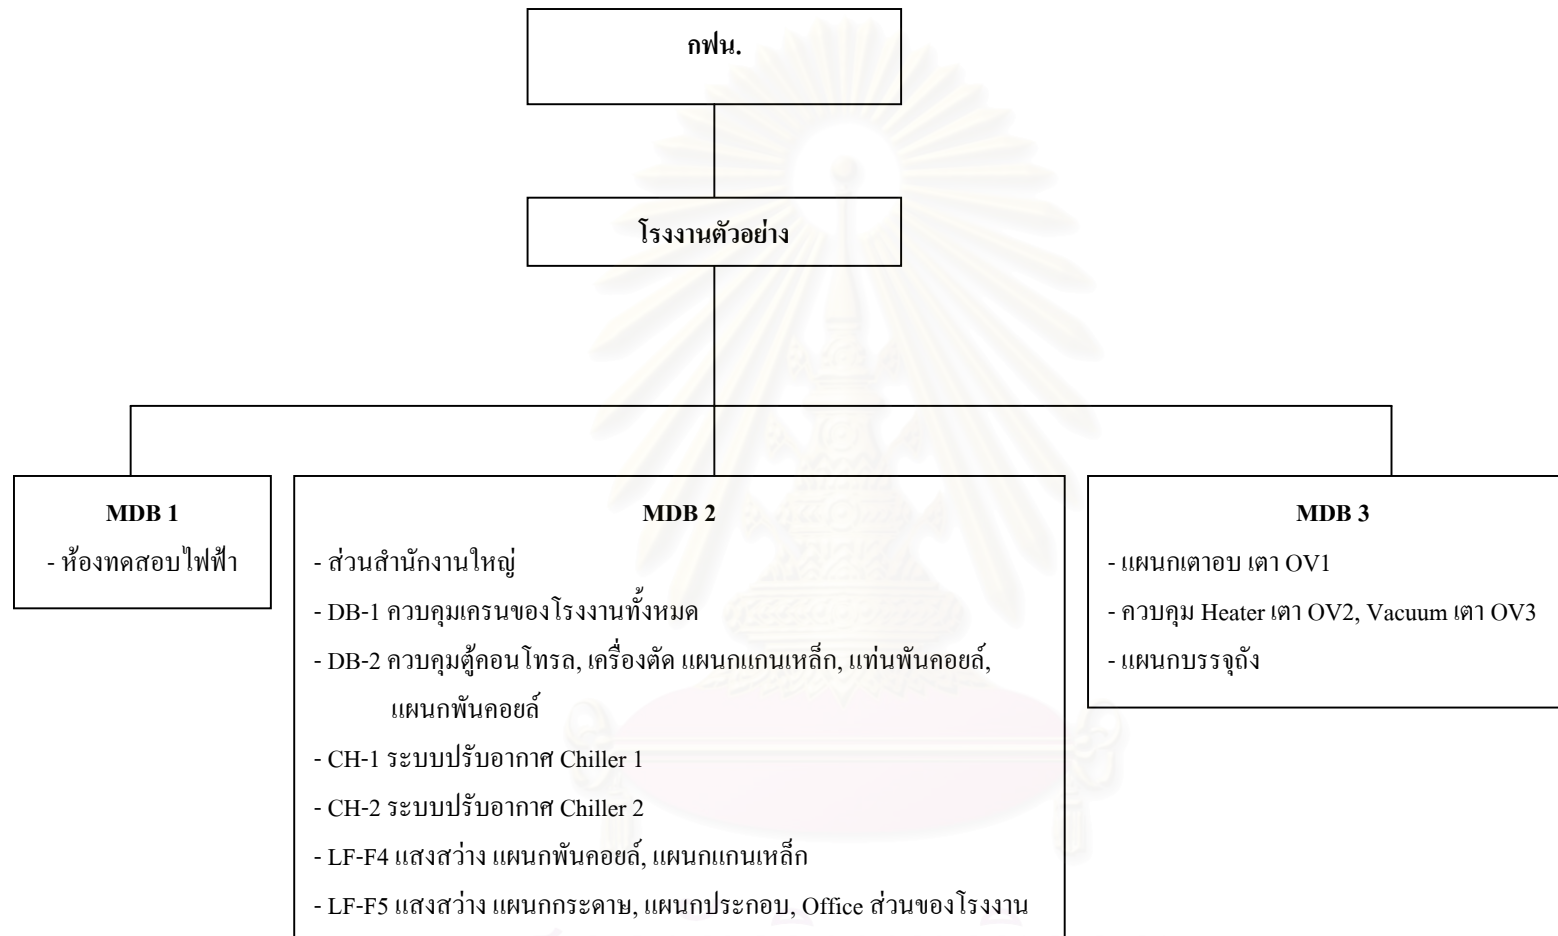 กฟน.
โรงงานตัวอย่าง
MDB 1
- ห้องทดสอบไฟฟ้า
MDB 2
- ส่วนสำนักงานใหญ่
- DB-1 ควบคุมเครนของโรงงานทั้งหมด
- DB-2 ควบคุมตู้คอนโทรล, เครื่องตัด แผนกแกนเหล็ก, แท่นพันคอยล์,
แผนกพันคอยล์
- CH-1 ระบบปรับอากาศ Chiller 1
- CH-2 ระบบปรับอากาศ Chiller 2
- LF-F4 แสงสว่าง แผนกพันคอยล์, แผนกแกนเหล็ก
- LF-F5 แสงสว่าง แผนกกระดาษ, แผนกประกอบ, Office ส่วนของโรงงาน
MDB 3
- แผนกเตาอบ เตา OV1
- ควบคุม Heater เตา OV2, Vacuum เตา OV3
- แผนกบรรจุถัง